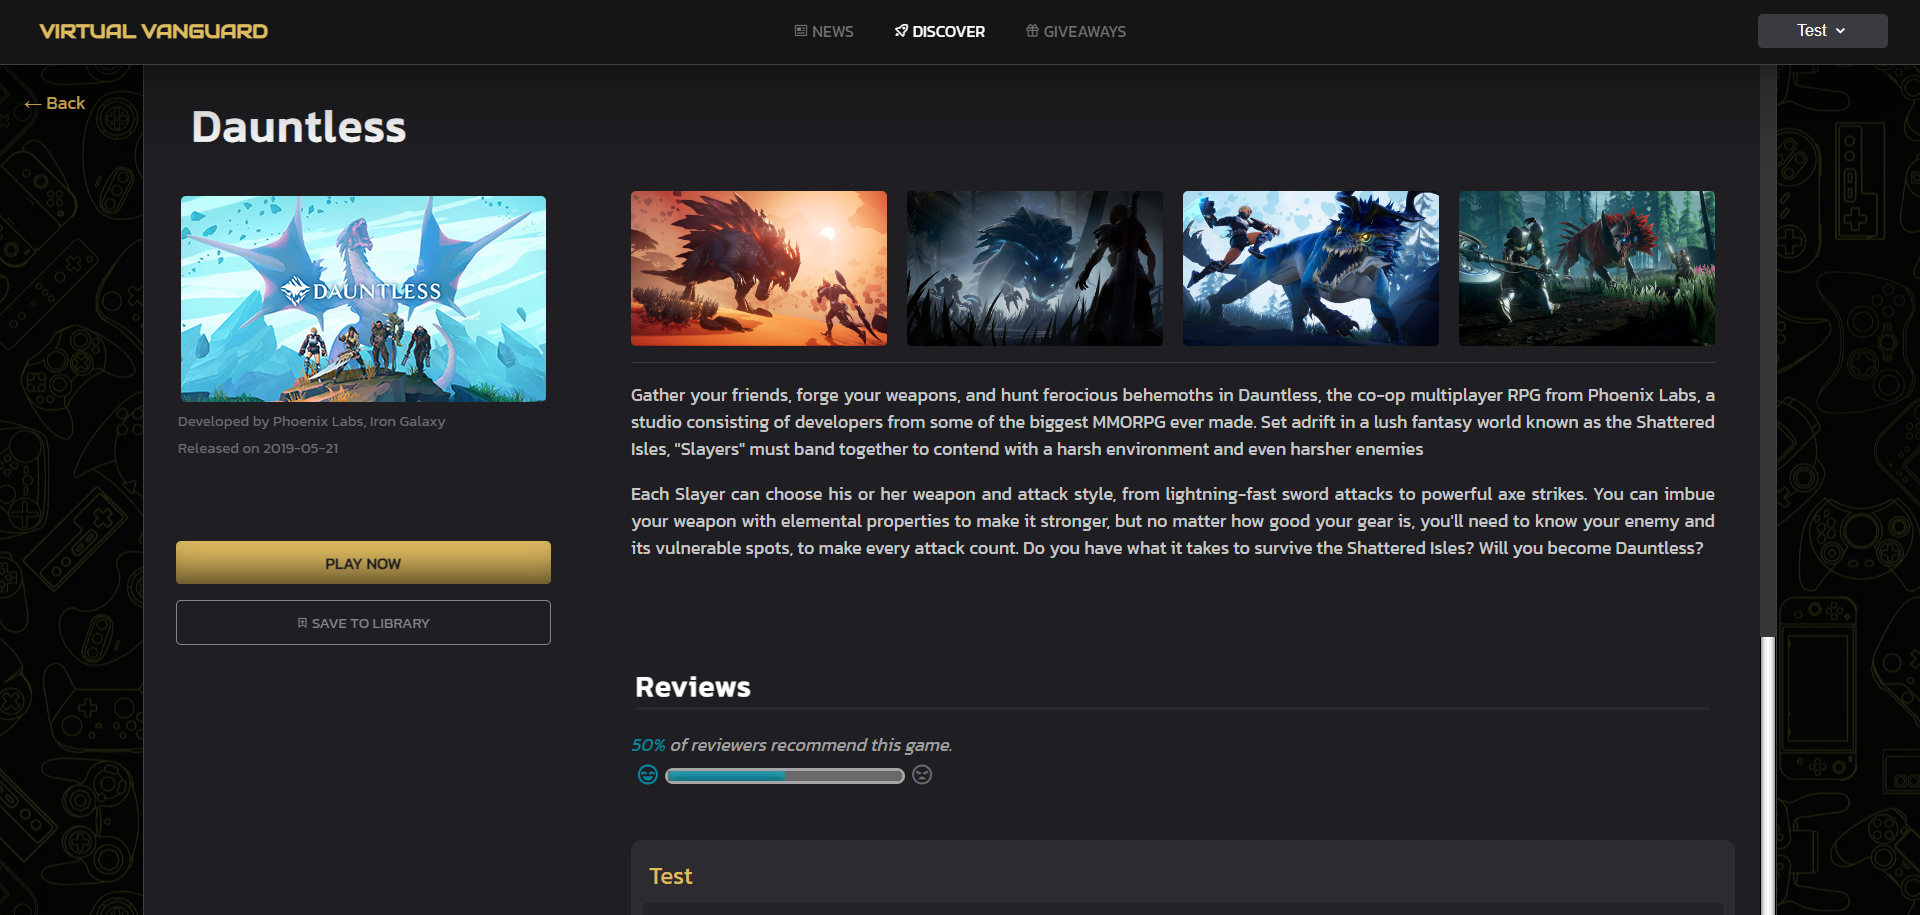 VIRTUAL VANGUARD
NEWS
DISCOVER
GIVEAWAYS
Test
← Back
Dauntless
DAUNTLESS
Developed by Phoenix Labs, Iron Galaxy
Released on 2019-05-21
PLAY NOW
SAVE TO LIBRARY
Gather your friends, forge your weapons, and hunt ferocious behemoths in Dauntless, the co-op multiplayer RPG from Phoenix Labs, a
studio consisting of developers from some of the biggest MMORPG ever made. Set adrift in a lush fantasy world known as the Shattered
Isles, "Slayers" must band together to contend with a harsh environment and even harsher enemies
Each Slayer can choose his or her weapon and attack style, from lightning-fast sword attacks to powerful axe strikes. You can imbue
your weapon with elemental properties to make it stronger, but no matter how good your gear is, you'll need to know your enemy and
its vulnerable spots, to make every attack count. Do you have what it takes to survive the Shattered Isles? Will you become Dauntless?
Reviews
50% of reviewers recommend this game.
Test